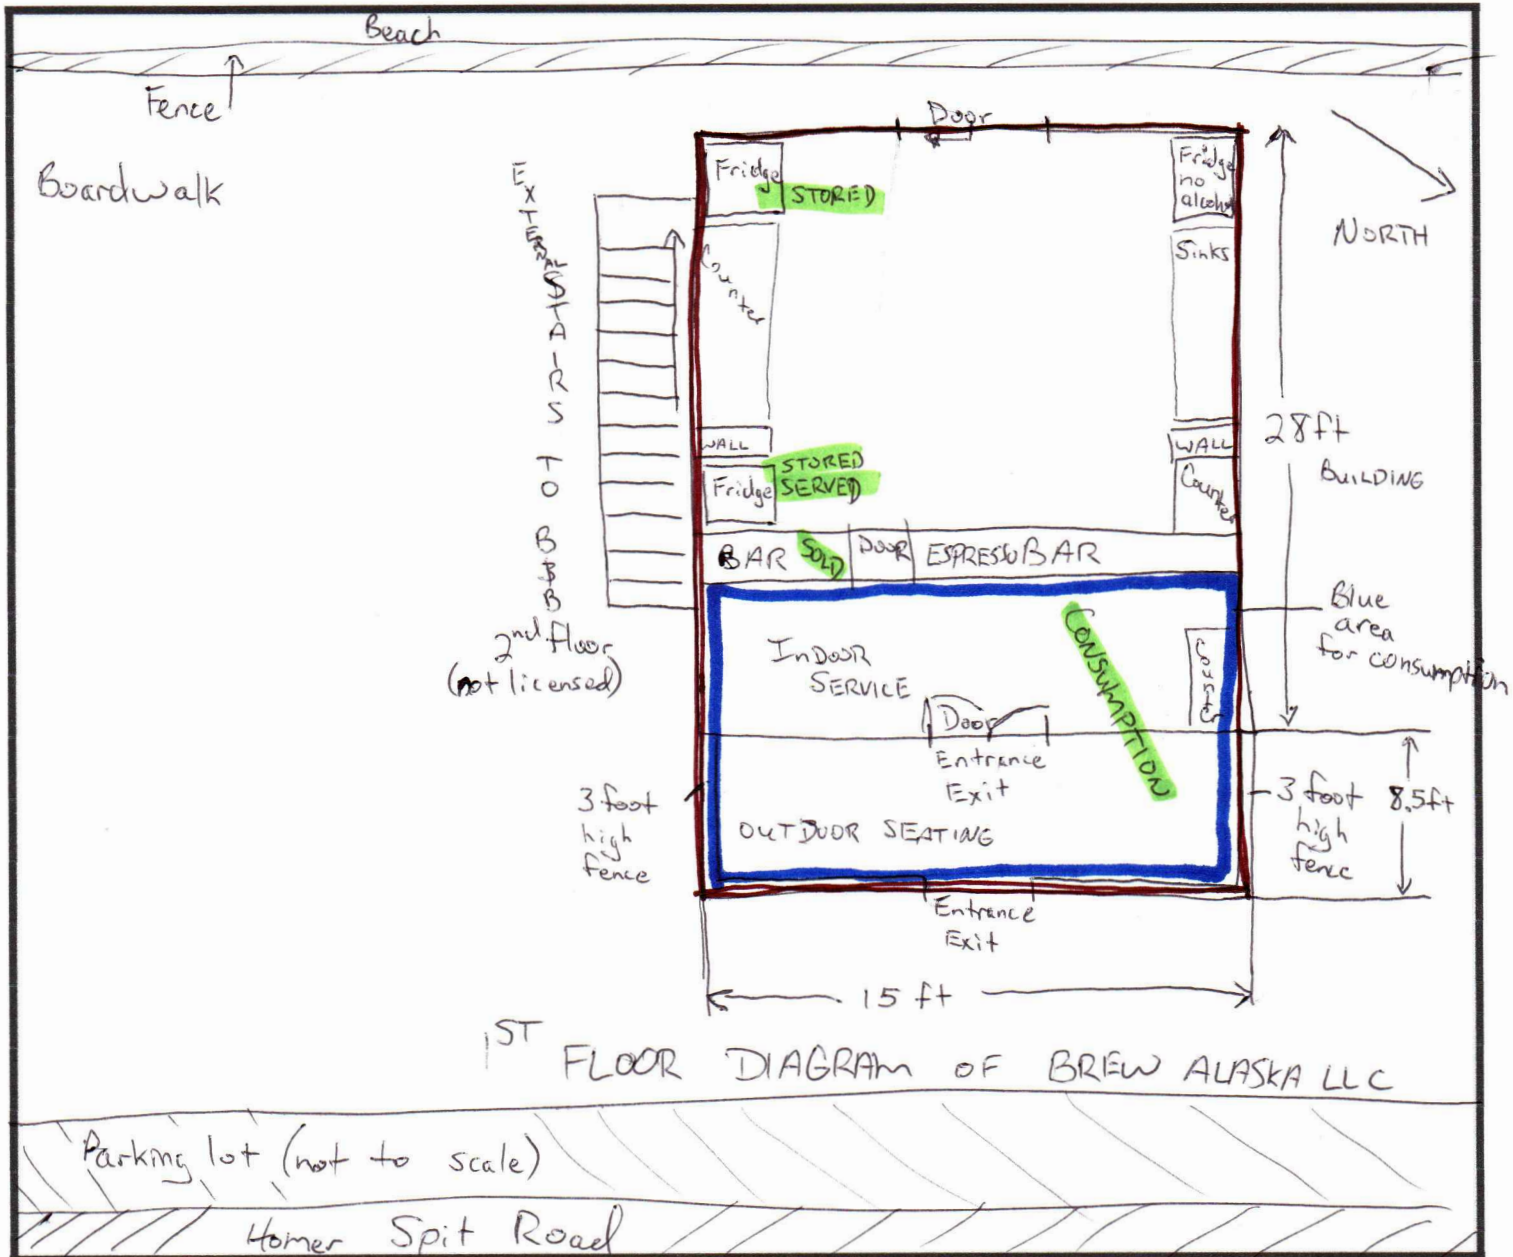 Beach
Fence
Boardwalk
Door
Fridge
STORED
Fridge
no
alcohol
NORTH
EXTERNAL STAIRS TO B&B
2nd floor
(not licensed)
Counter
Sinks
WALL
WALL
STORED
Fridge
SERVED
Counter
28ft
BUILDING
BAR
SOLD
DOOR
ESPRESSO BAR
Blue
area
for consumption
INDOOR
SERVICE
CONSUMPTION
Counter
Door
Entrance
Exit
3 foot
high
fence
OUTDOOR SEATING
3 foot
high
fence
8.5ft
Entrance
Exit
15 ft
1ST FLOOR DIAGRAM OF BREW ALASKA LLC
Parking lot (not to scale)
Homer Spit Road